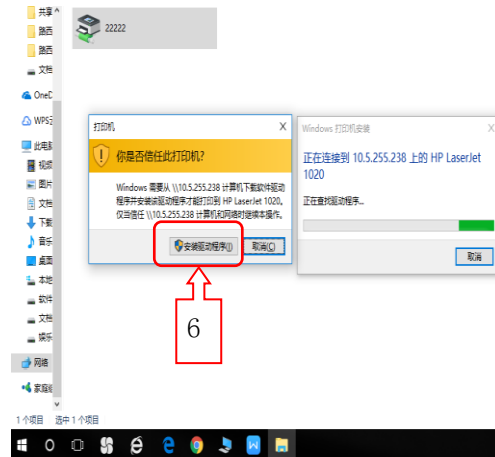 共享
路西
路西
文档
OneD
WPS云
此电脑
视频
图片
文档
下载
音乐
桌面
本地
软件
文档
娱乐
网络
家庭组
22222
打印机
X
你是否信任此打印机?
Windows 需要从 \\10.5.255.238 计算机下载软件驱动
程序并安装该驱动程序才能打印到 HP LaserJet 1020。
仅当信任 \\10.5.255.238 计算机和网络时继续本操作。
安装驱动程序(I)
取消(C)
Windows 打印机安装
X
正在连接到 10.5.255.238 上的 HP LaserJet
1020
正在查找驱动程序...
取消
6
1 个项目 选中 1 个项目